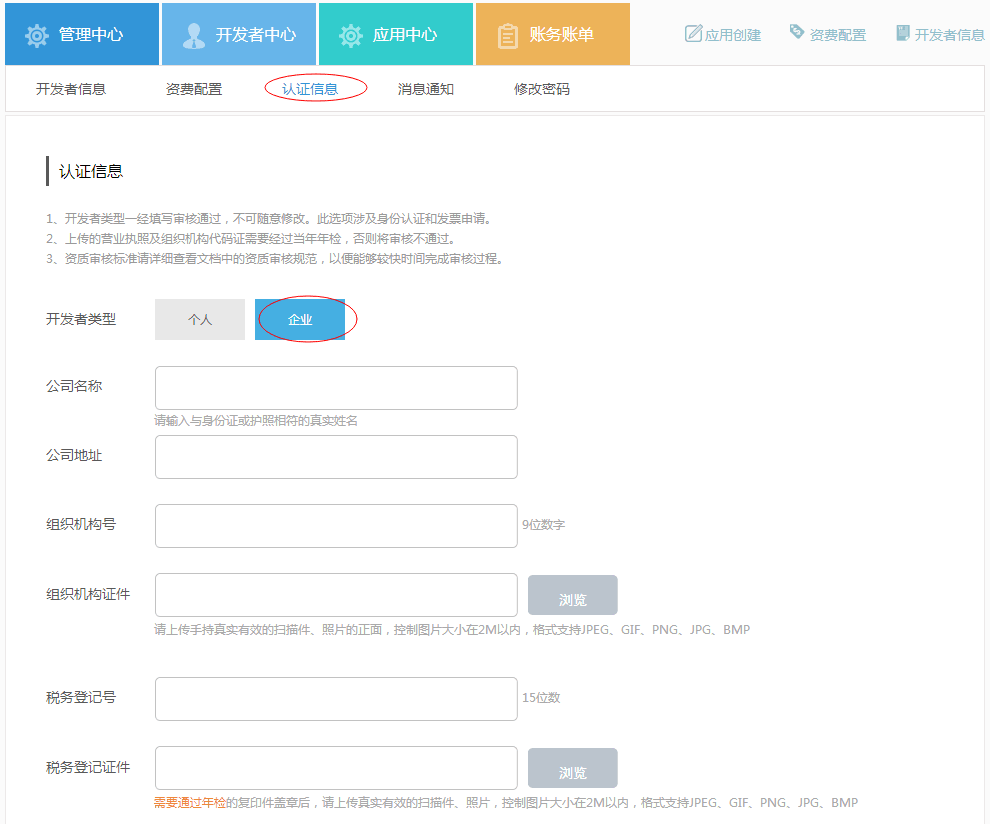 管理中心 开发者中心 应用中心 账务账单 应用创建 资费配置 开发者信息
开发者信息 资费配置 认证信息 消息通知 修改密码
认证信息
1、开发者类型一经填写审核通过，不可随意修改。此选项涉及身份认证和发票申请。
2、上传的营业执照及组织机构代码证需要经过当年年检，否则将审核不通过。
3、资质审核标准请详细查看文档中的资质审核规范，以便能够较快时间完成审核过程。
开发者类型 个人 企业
公司名称
请输入与身份证或护照相符的真实姓名
公司地址
组织机构号 9位数字
组织机构证件 浏览
请上传手持真实有效的扫描件、照片的正面，控制图片大小在2M以内，格式支持JPEG、GIF、PNG、JPG、BMP
税务登记号 15位数
税务登记证件 浏览
需要通过年检的复印件盖章后，请上传真实有效的扫描件、照片，控制图片大小在2M以内，格式支持JPEG、GIF、PNG、JPG、BMP